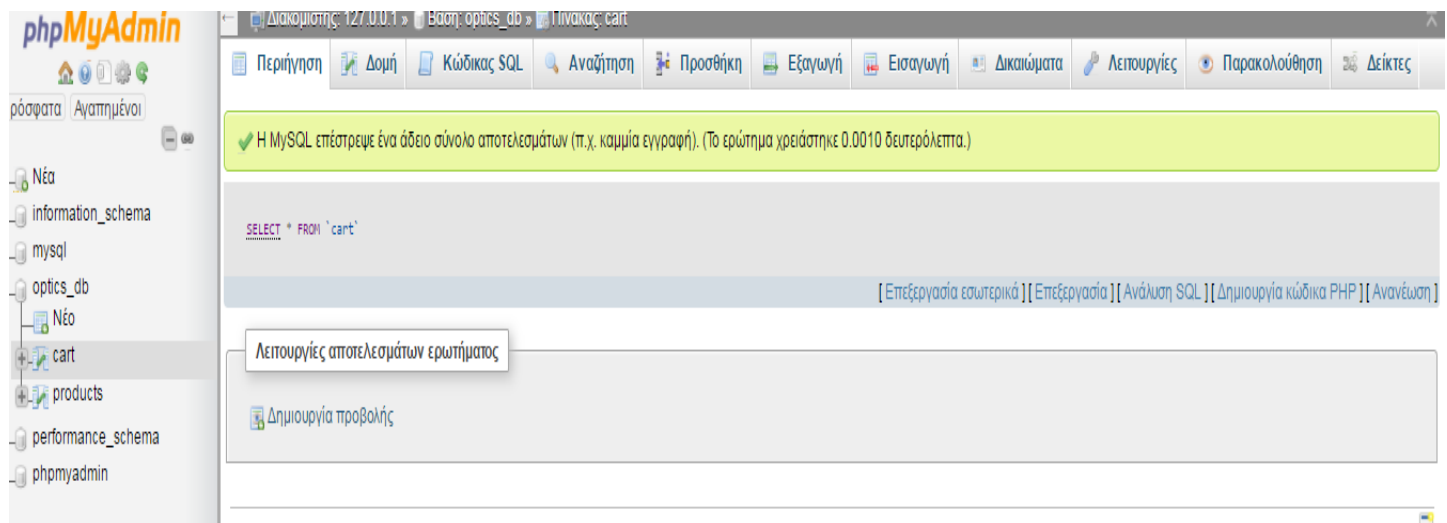 phpMyAdmin
ρόσφατα Αγαπημένοι
Νέα
information_schema
mysql
optics_db
Νέο
cart
products
performance_schema
phpmyadmin
Διακομιστής: 127.0.0.1 » Βάση: optics_db » Πίνακας: cart
Περιήγηση Δομή Κώδικας SQL Αναζήτηση Προσθήκη Εξαγωγή Εισαγωγή Δικαιώματα Λειτουργίες Παρακολούθηση Δείκτες
Η MySQL επέστρεψε ένα άδειο σύνολο αποτελεσμάτων (π.χ. καμμία εγγραφή). (Το ερώτημα χρειάστηκε 0.0010 δευτερόλεπτα.)
SELECT * FROM `cart`
[ Επεξεργασία εσωτερικά ] [ Επεξεργασία ] [ Ανάλυση SQL ] [ Δημιουργία κώδικα PHP ] [ Ανανέωση ]
Λειτουργίες αποτελεσμάτων ερωτήματος
Δημιουργία προβολής